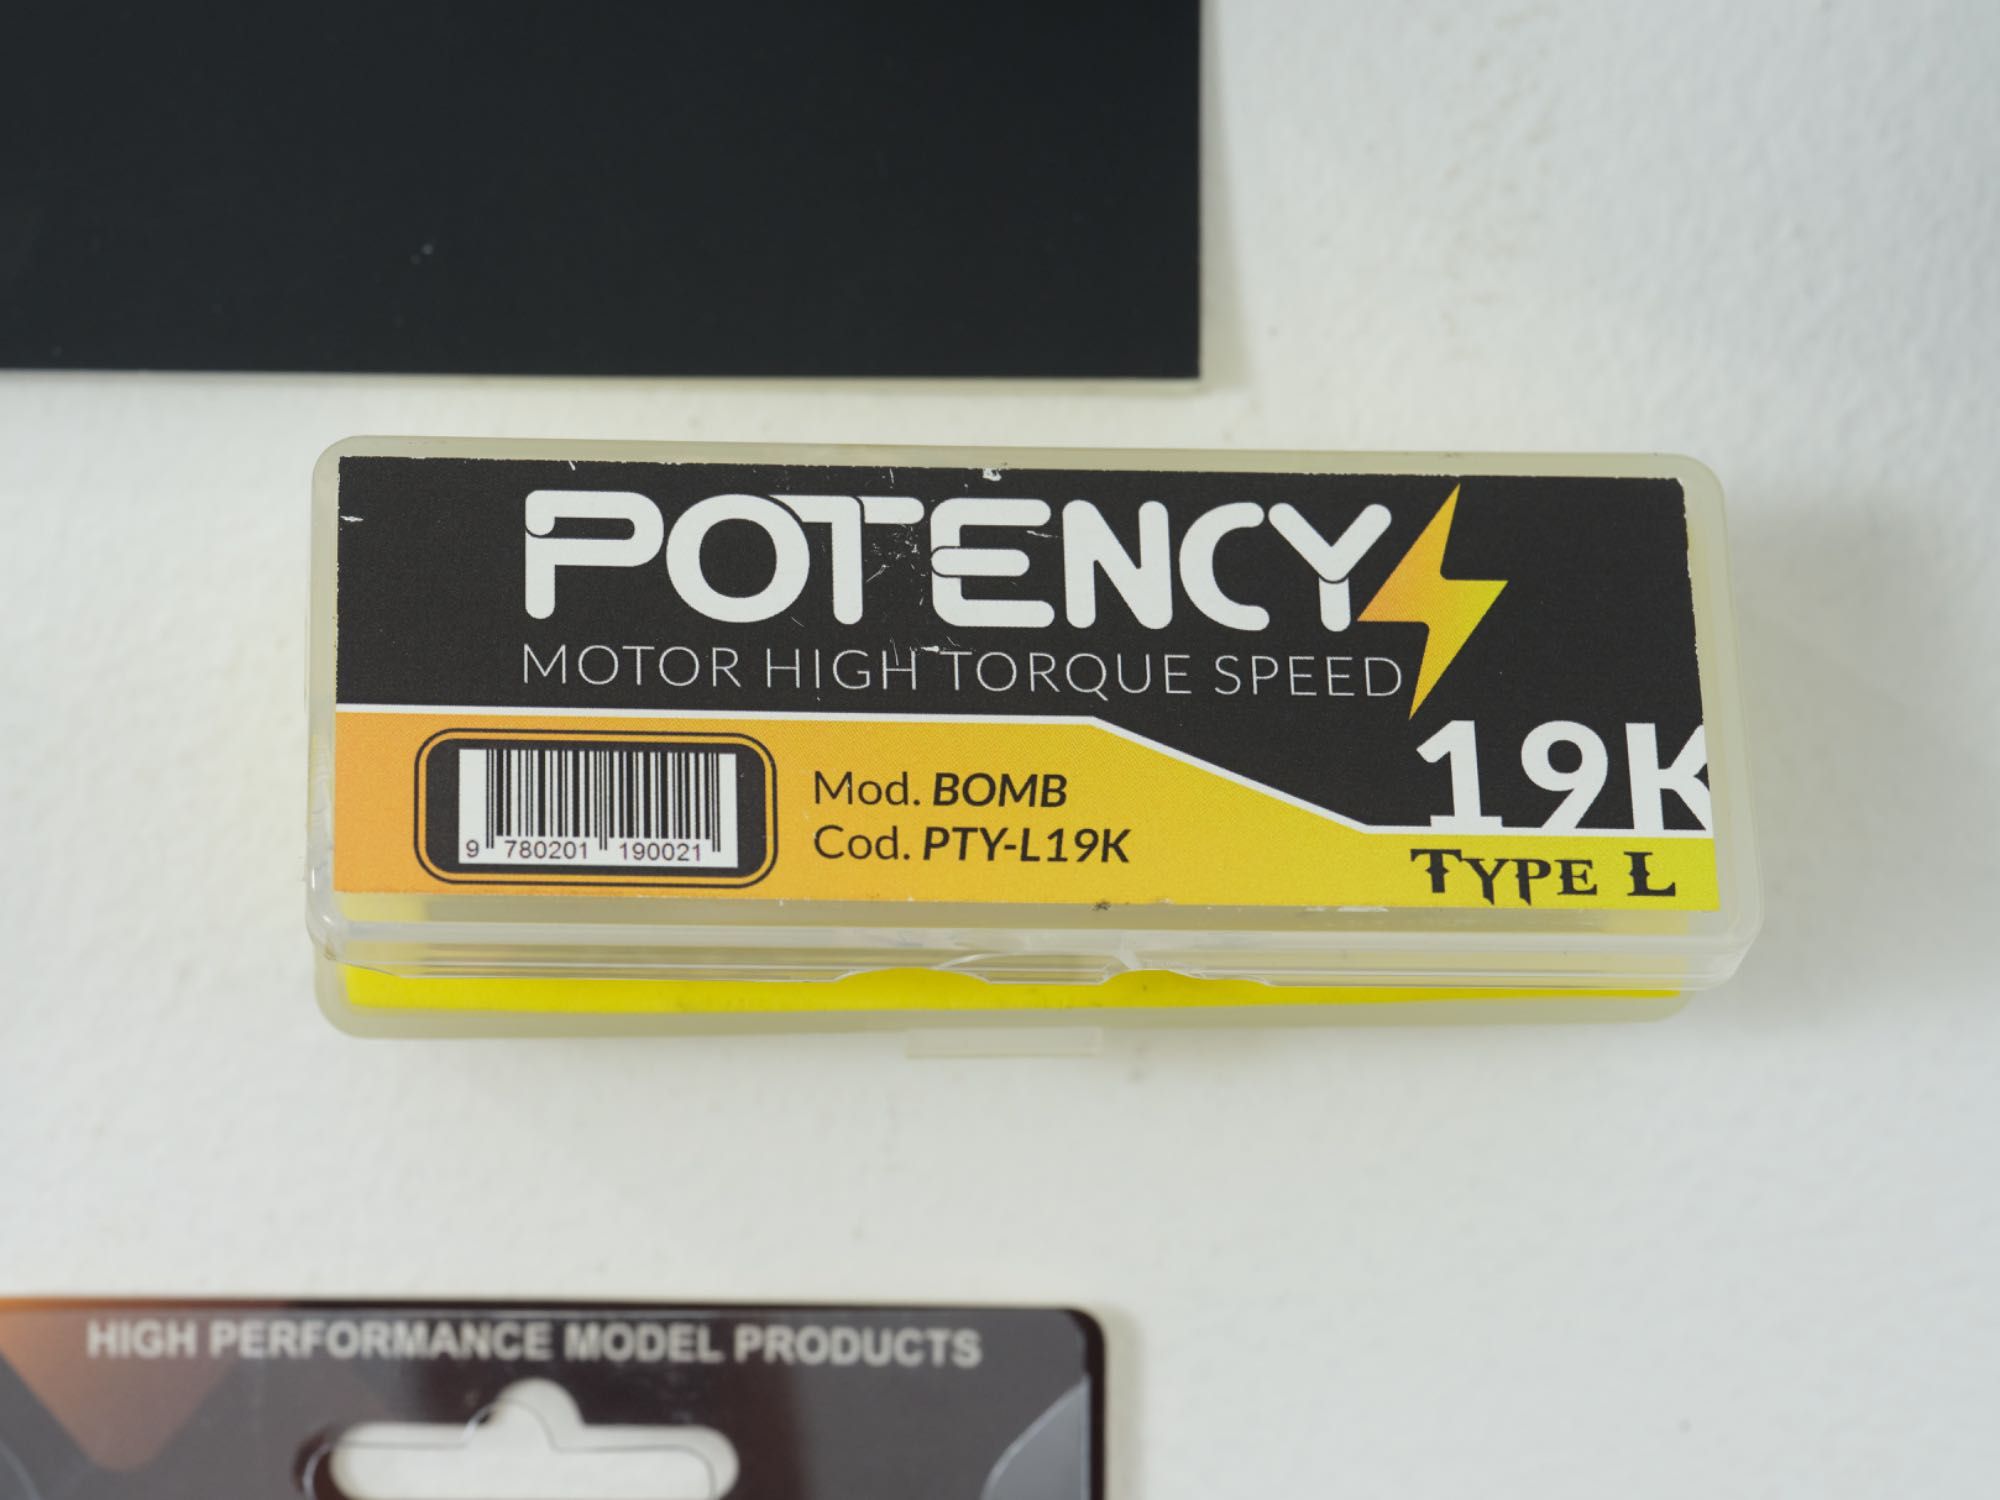 POTENCY
MOTOR HIGH TORQUE SPEED
19K
TYPE L
Mod. BOMB
Cod. PTY-L19K
9 780201 190021
HIGH PERFORMANCE MODEL PRODUCTS